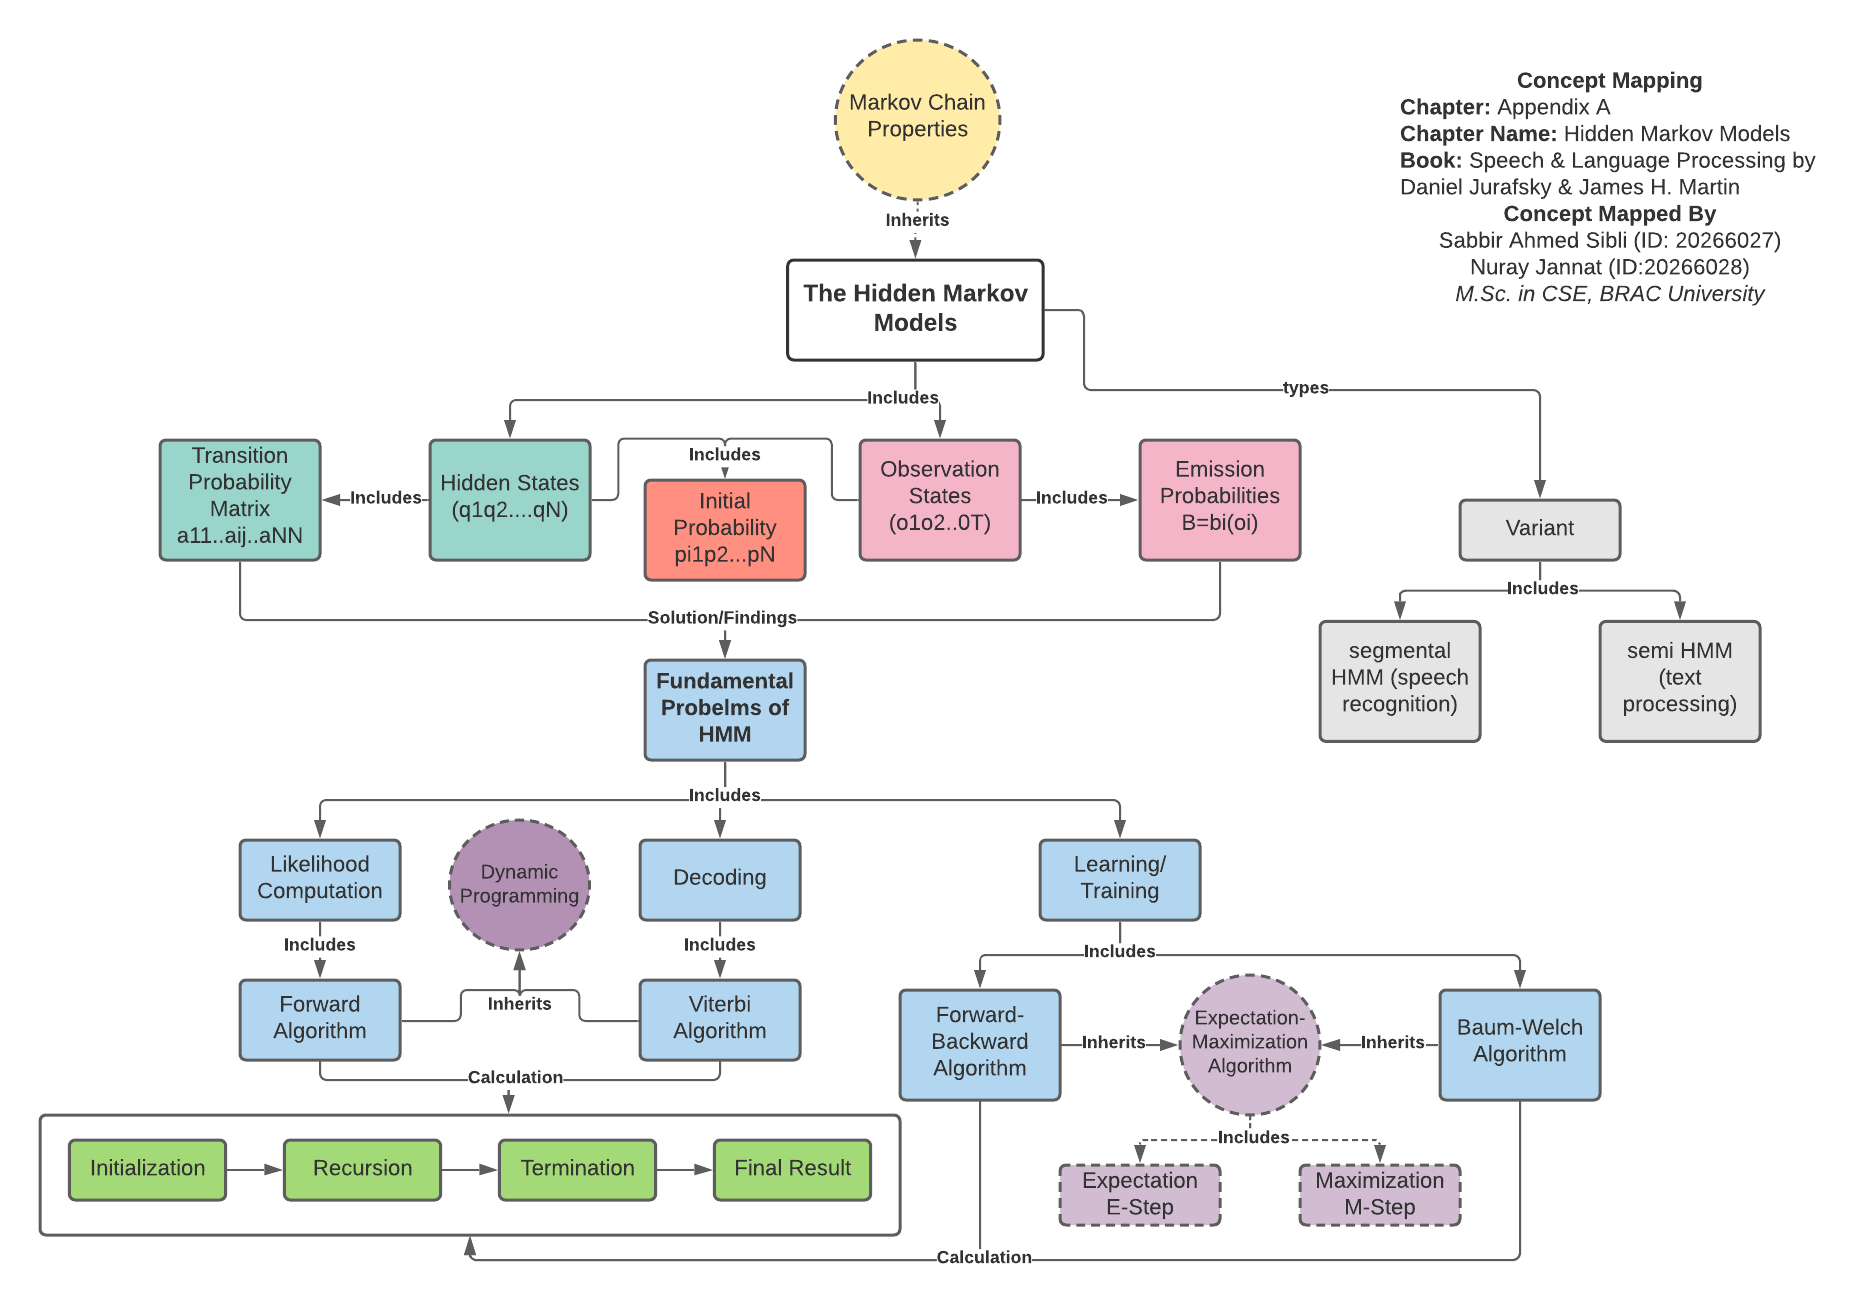 Markov Chain
Properties
Concept Mapping
Chapter: Appendix A
Chapter Name: Hidden Markov Models
Book: Speech & Language Processing by
Daniel Jurafsky & James H. Martin
Concept Mapped By
Sabbir Ahmed Sibli (ID: 20266027)
Nuray Jannat (ID:20266028)
M.Sc. in CSE, BRAC University
Inherits
The Hidden Markov
Models
types
Includes
Transition
Probability
Matrix
a11..aij..aNN
Includes
Hidden States
(q1q2....qN)
Includes
Initial
Probability
pi1p2...pN
Observation
States
(o1o2..0T)
Includes
Emission
Probabilities
B=bi(oi)
Variant
Includes
segmental
HMM (speech
recognition)
semi HMM
(text
processing)
Solution/Findings
Fundamental
Probelms of
HMM
Includes
Likelihood
Computation
Dynamic
Programming
Decoding
Learning/
Training
Includes
Includes
Includes
Forward
Algorithm
Inherits
Viterbi
Algorithm
Forward-
Backward
Algorithm
Inherits
Expectation-
Maximization
Algorithm
Inherits
Baum-Welch
Algorithm
Calculation
Includes
Initialization
Recursion
Termination
Final Result
Expectation
E-Step
Maximization
M-Step
Calculation